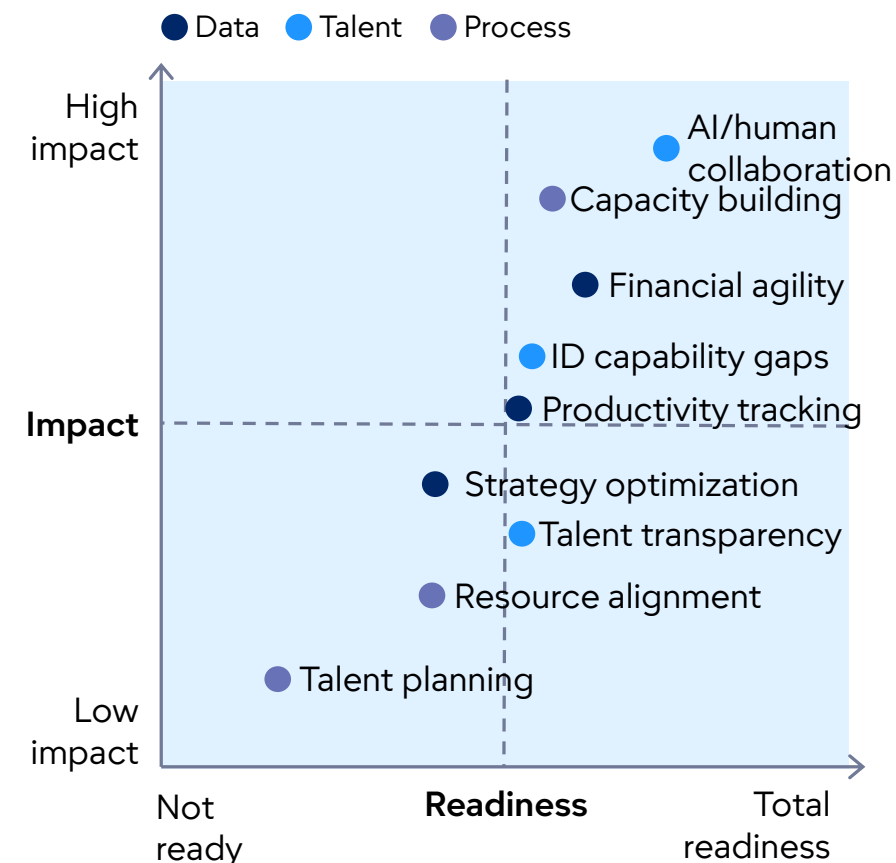 Data Talent Process
High
impact
AI/human
collaboration
Capacity building
Financial agility
ID capability gaps
Productivity tracking
Impact
Strategy optimization
Talent transparency
Resource alignment
Talent planning
Low
impact
Not
ready
Readiness
Total
readiness